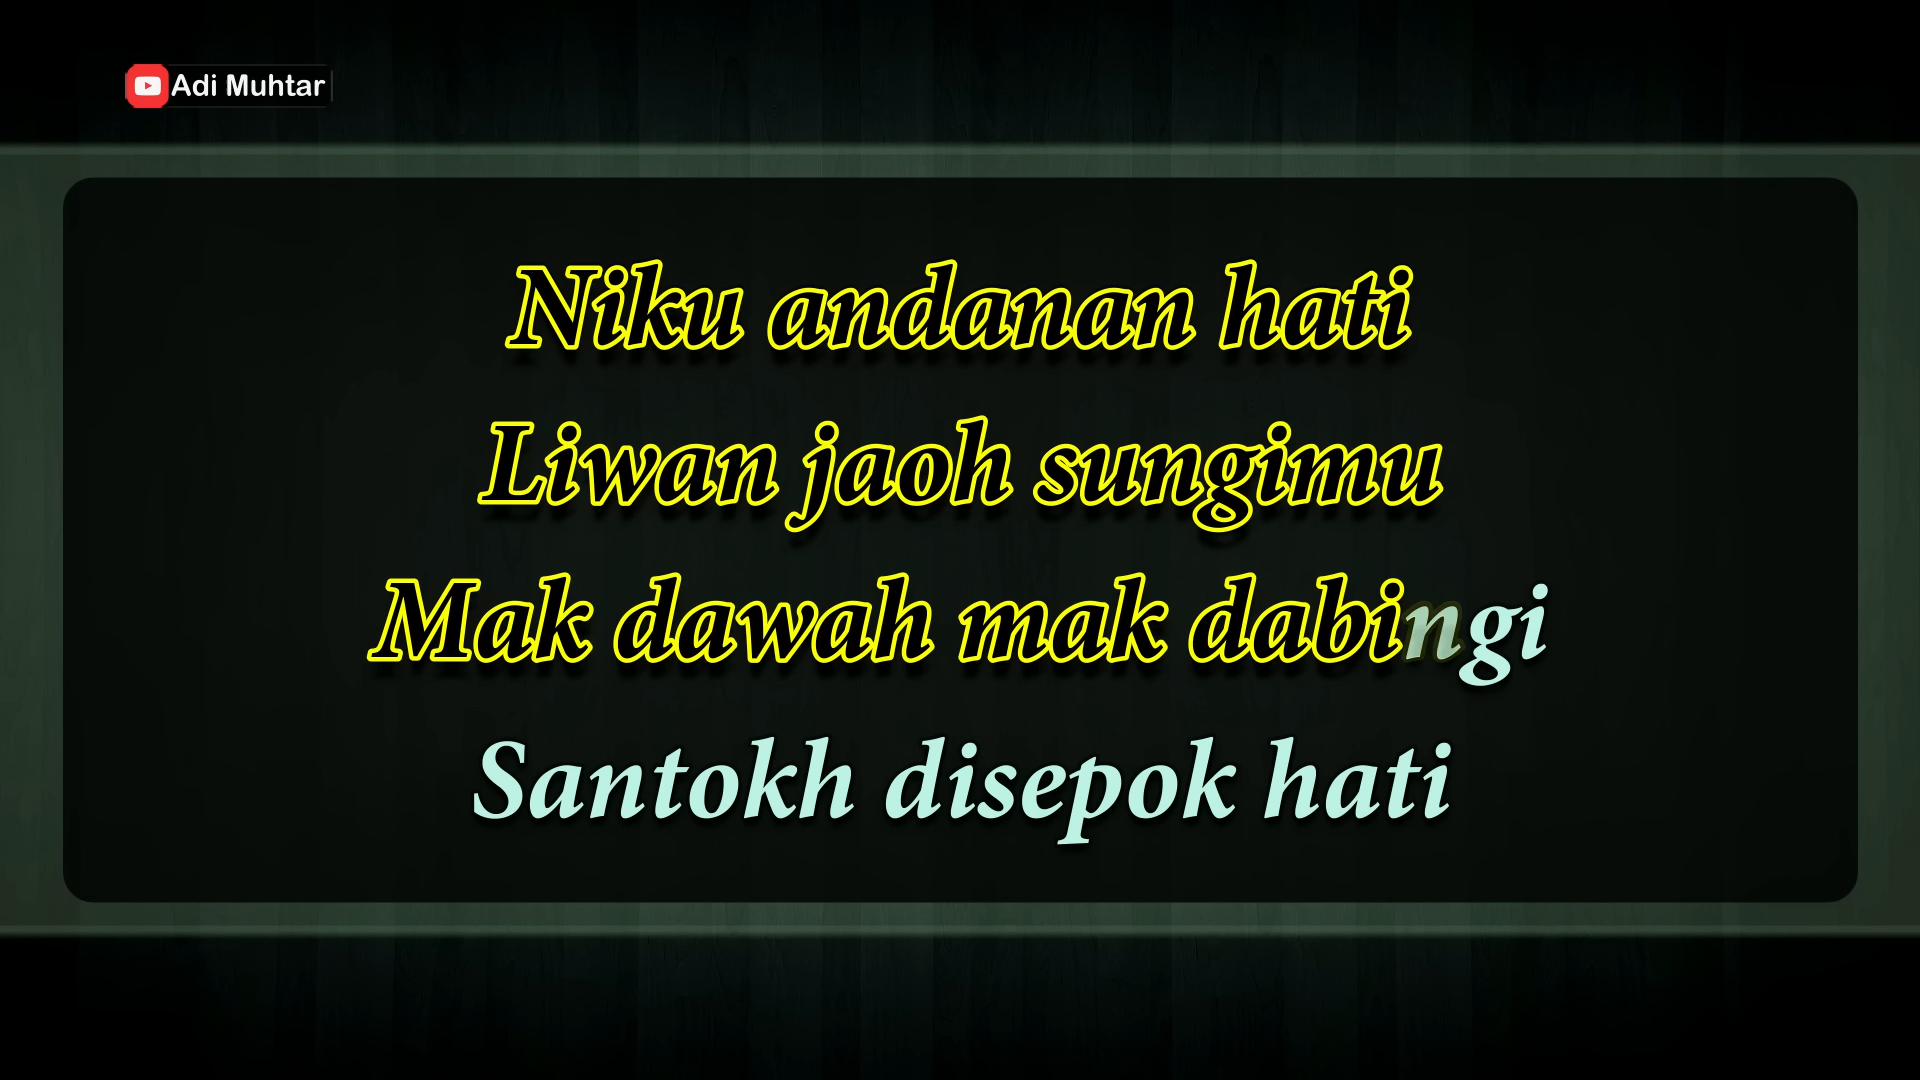 Adi Muhtar
Niku andanan hati
Liwan jaoh sungimu
Mak dawah mak dabingi
Santokh disepok hati